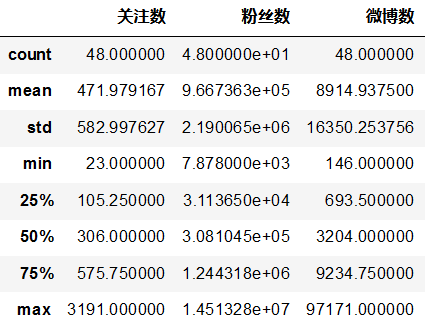 关注数 粉丝数 微博数
count 48.000000 4.800000e+01 48.000000
mean 471.979167 9.667363e+05 8914.937500
std 582.997627 2.190065e+06 16350.253756
min 23.000000 7.878000e+03 146.000000
25% 105.250000 3.113650e+04 693.500000
50% 306.000000 3.081045e+05 3204.000000
75% 575.750000 1.244318e+06 9234.750000
max 3191.000000 1.451328e+07 97171.000000